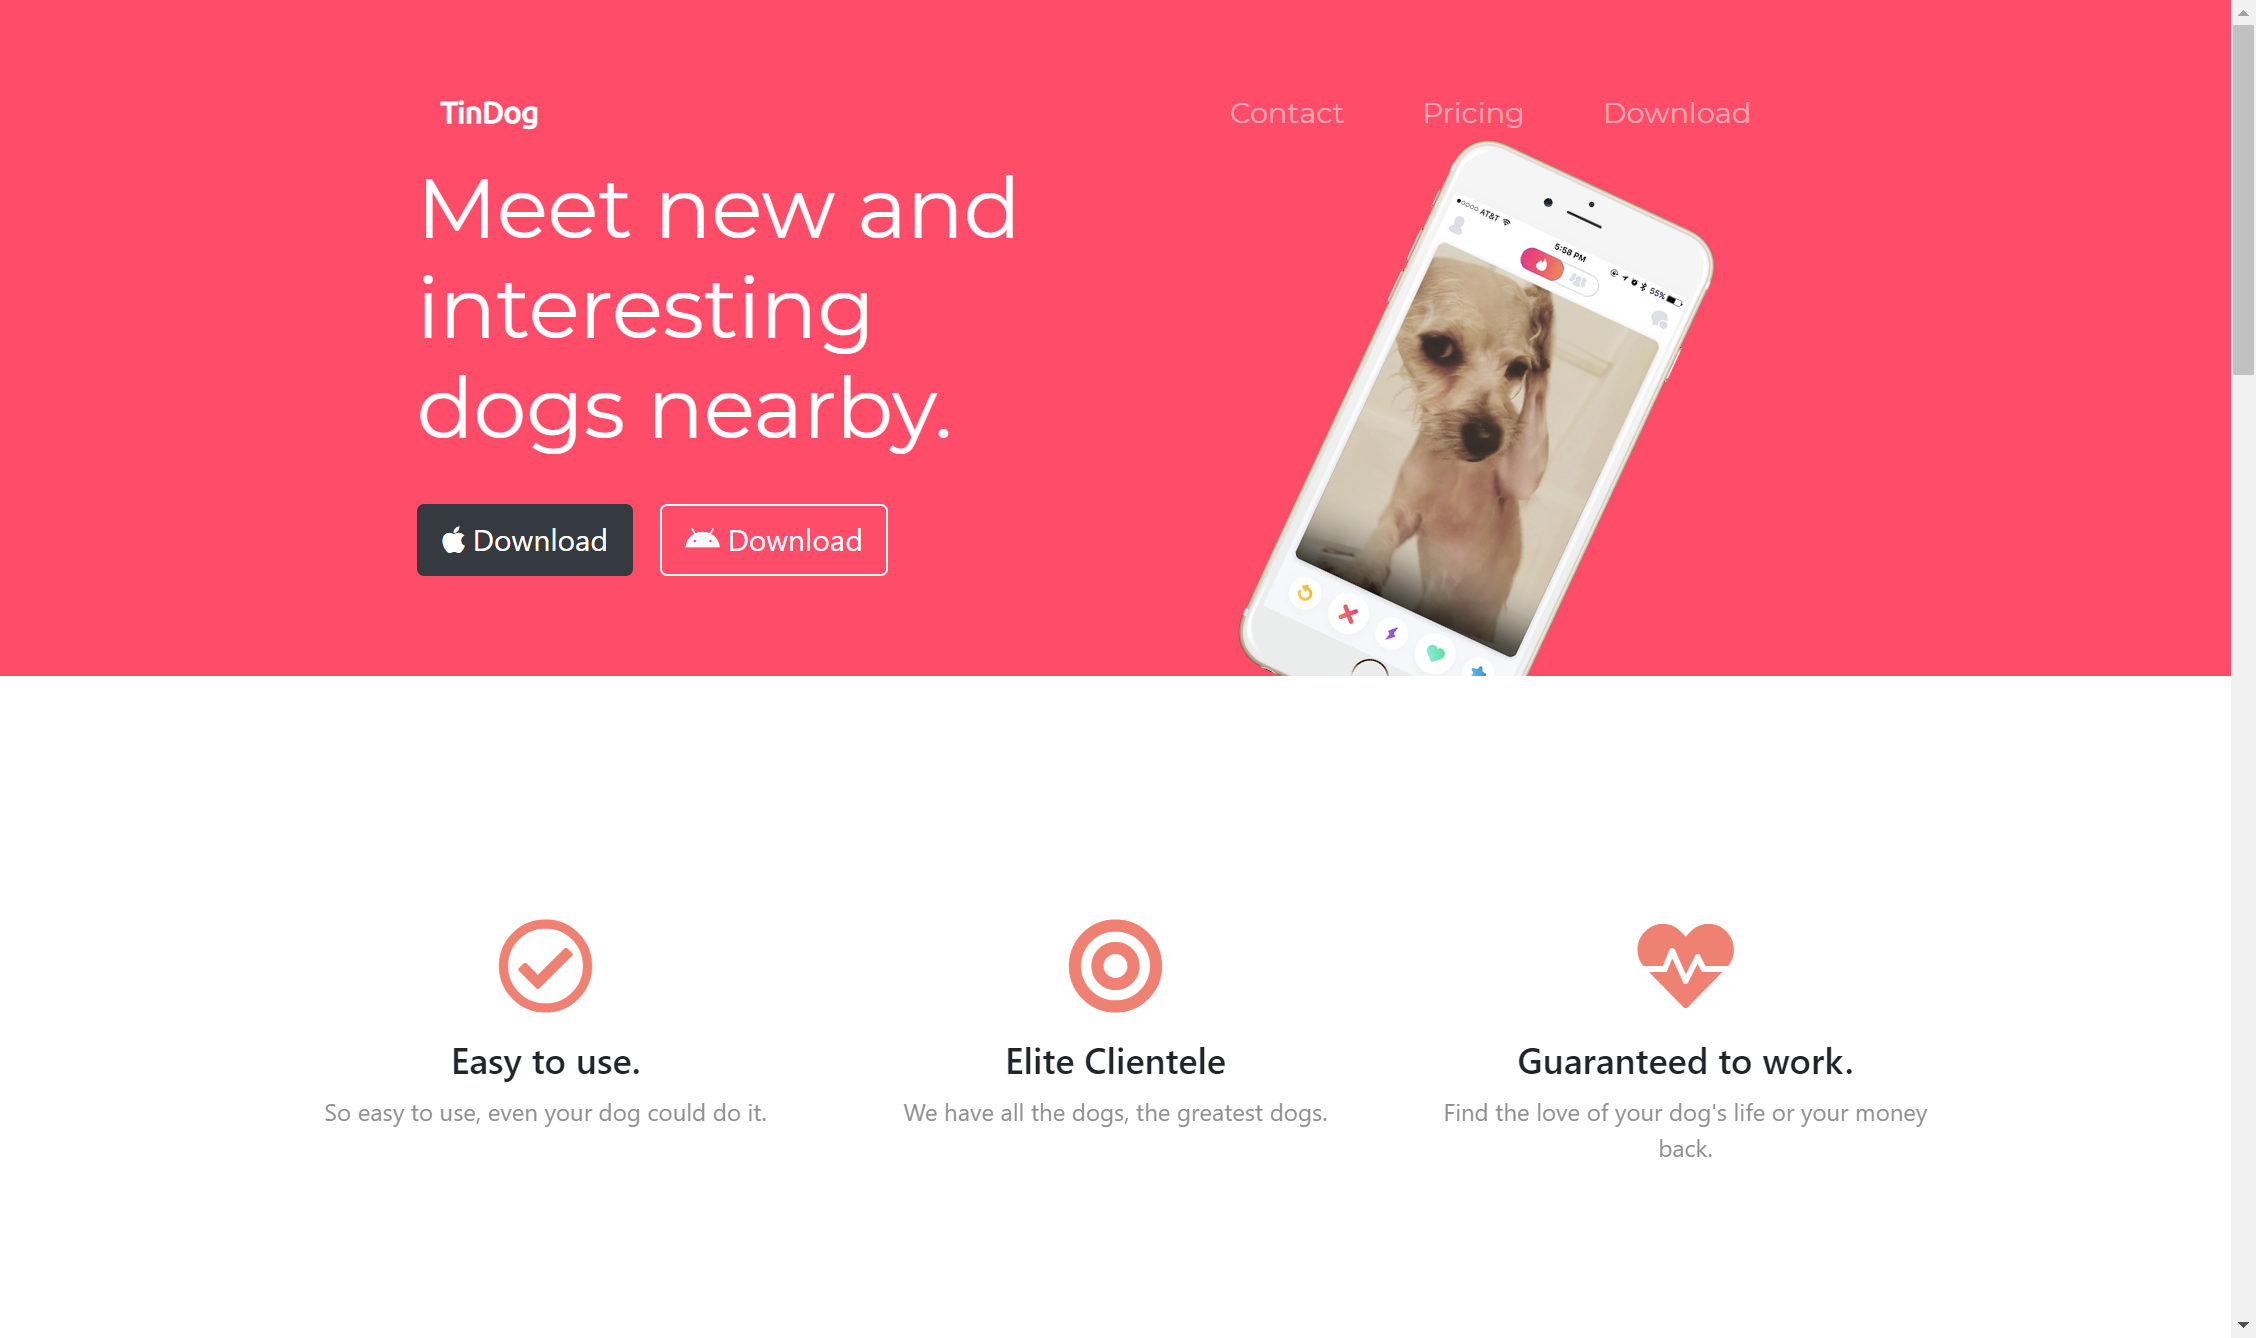 TinDog
Contact
Pricing
Download
Meet new and
interesting
dogs nearby.
Download
Download
AT&T
5:58 PM
55%
Easy to use.
So easy to use, even your dog could do it.
Elite Clientele
We have all the dogs, the greatest dogs.
Guaranteed to work.
Find the love of your dog's life or your money
back.